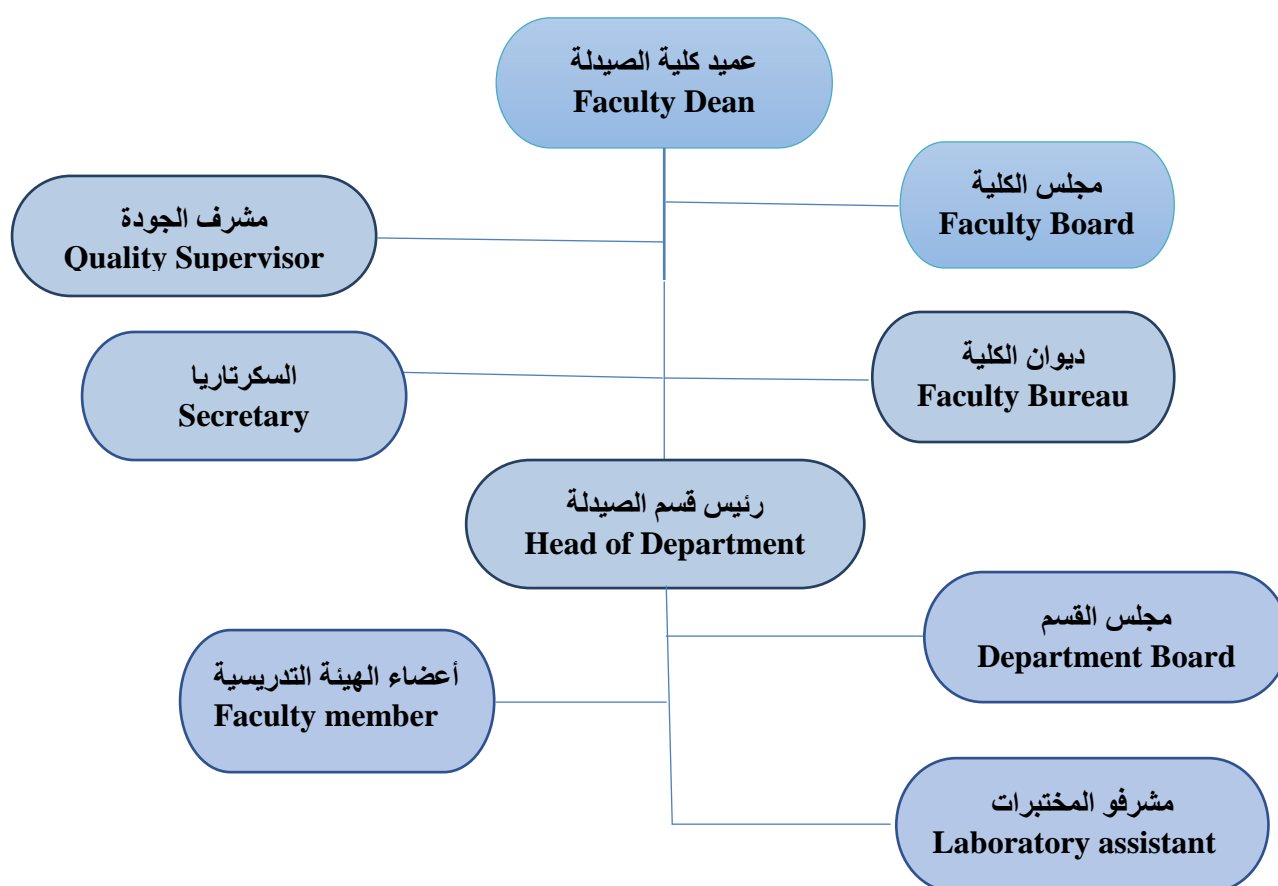 عميد كلية الصيدلة
Faculty Dean
مجلس الكلية
Faculty Board
مشرف الجودة
Quality Supervisor
السكرتاريا
Secretary
ديوان الكلية
Faculty Bureau
رئيس قسم الصيدلة
Head of Department
مجلس القسم
Department Board
أعضاء الهيئة التدريسية
Faculty member
مشرفو المختبرات
Laboratory assistant